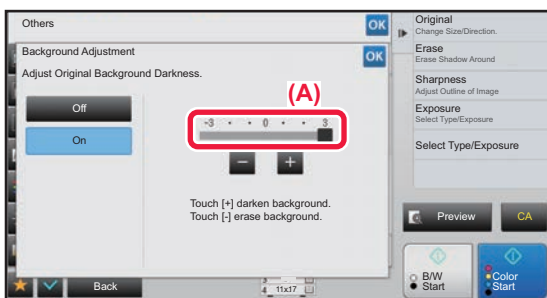 Others
OK
Background Adjustment
OK
Adjust Original Background Darkness.
Off
On
(A)
-3 • • 0 • • 3
−
+
Touch [+] darken background.
Touch [-] erase background.
Back
4 11x17
Original
Change Size/Direction.
Erase
Erase Shadow Around
Sharpness
Adjust Outline of Image
Exposure
Select Type/Exposure
Select Type/Exposure
Preview
CA
B/W
Start
Color
Start